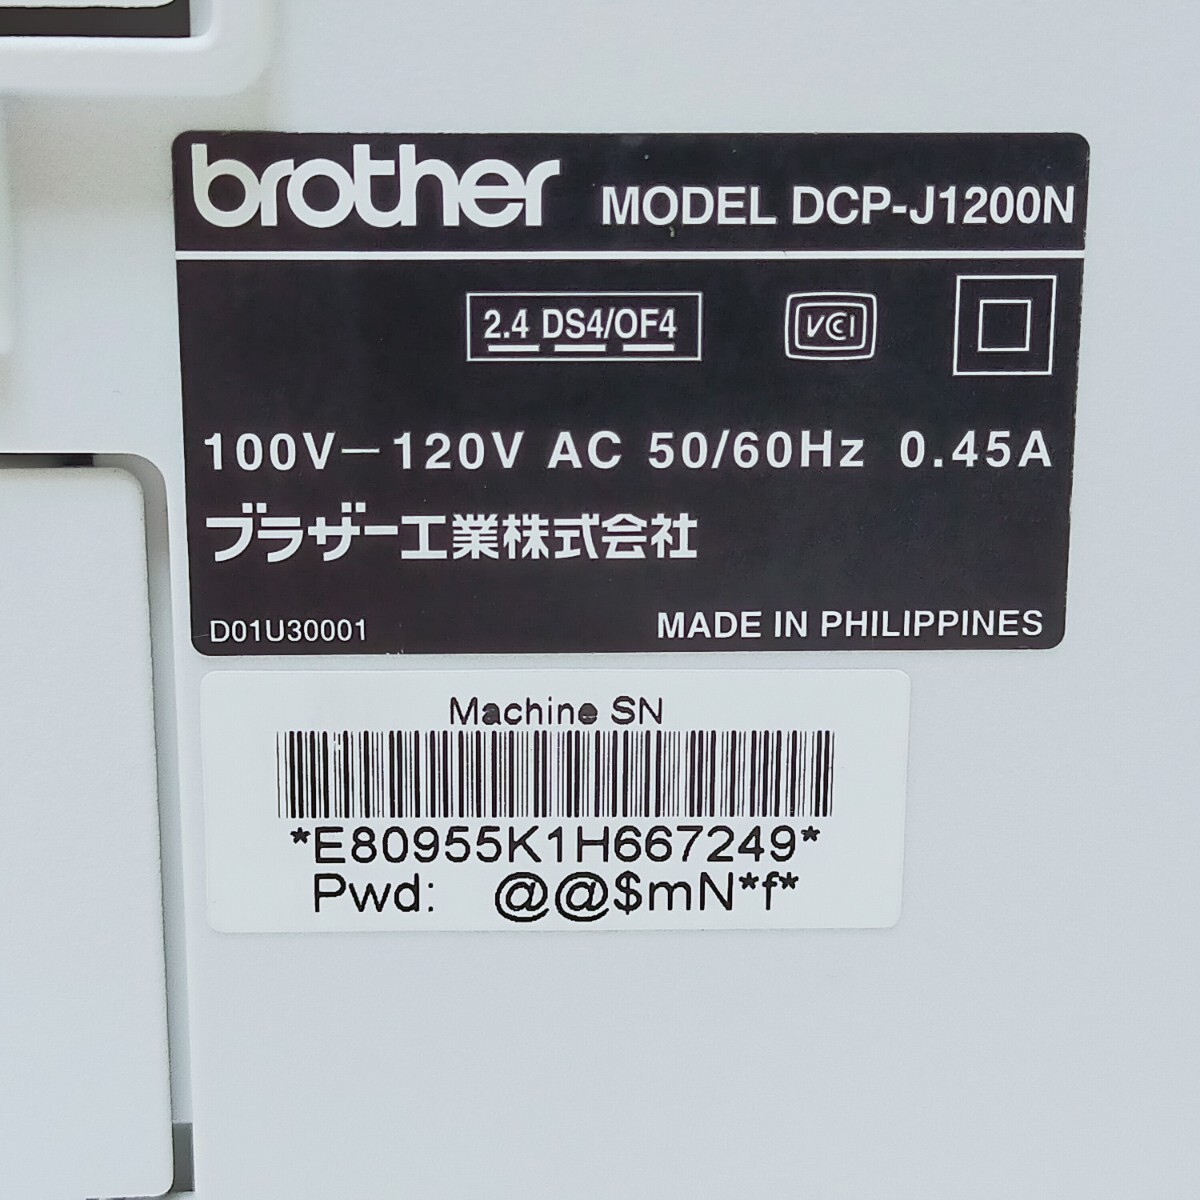 brother MODEL DCP-J1200N
2.4 DS4/OF4 VCCI
100V－120V AC 50/60Hz 0.45A
ブラザー工業株式会社
D01U30001 MADE IN PHILIPPINES
Machine SN
*E80955K1H667249*
Pwd: @@$mN*f*